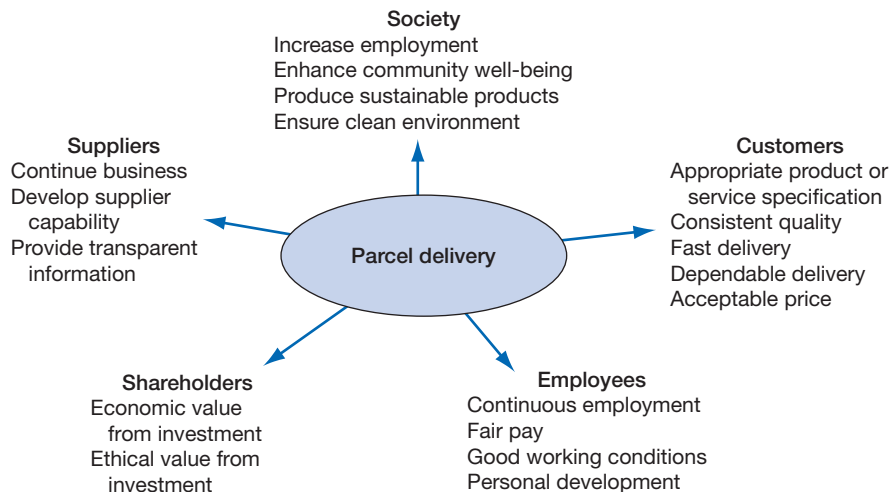 Society
Increase employment
Enhance community well-being
Produce sustainable products
Ensure clean environment
Suppliers
Continue business
Develop supplier
capability
Provide transparent
information
Customers
Appropriate product or
service specification
Consistent quality
Fast delivery
Dependable delivery
Acceptable price
Parcel delivery
Shareholders
Economic value
from investment
Ethical value from
investment
Employees
Continuous employment
Fair pay
Good working conditions
Personal development